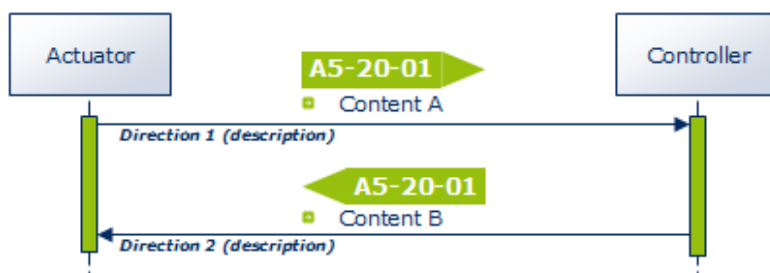 Actuator
Controller
A5-20-01
Content A
Direction 1 (description)
A5-20-01
Content B
Direction 2 (description)